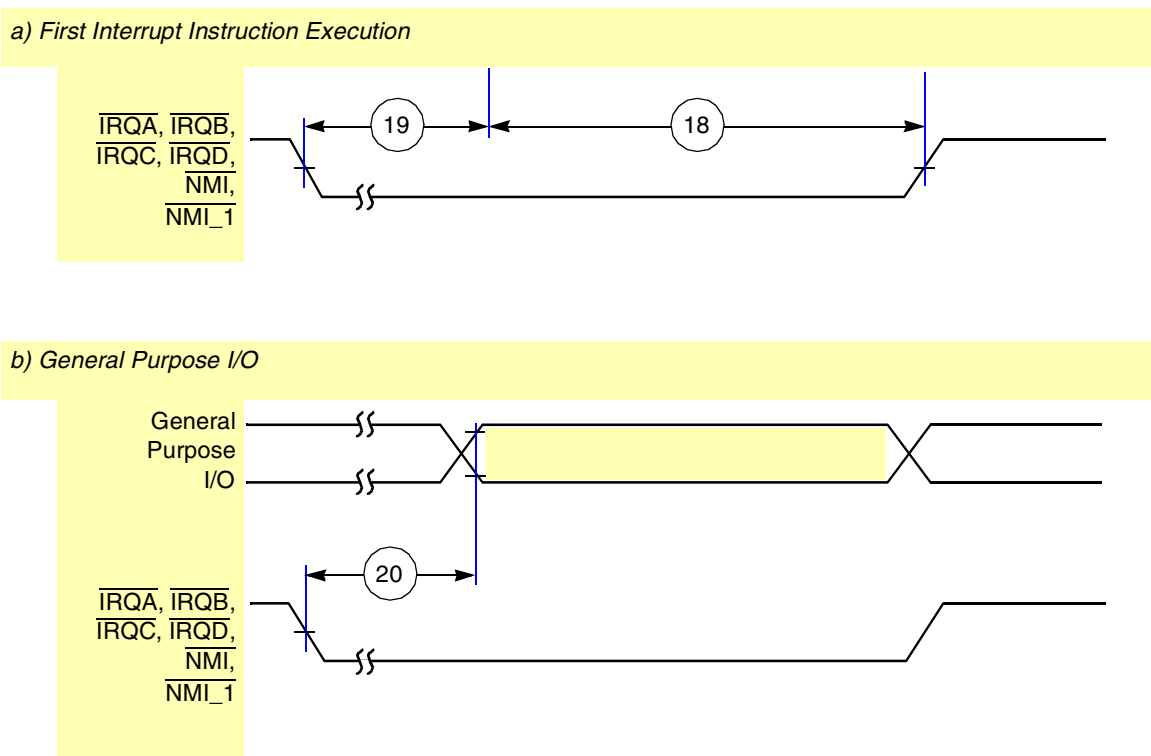 a) First Interrupt Instruction Execution
19
18
IRQA, IRQB,
IRQC, IRQD,
NMI,
NMI_1
b) General Purpose I/O
General
Purpose
I/O
20
IRQA, IRQB,
IRQC, IRQD,
NMI,
NMI_1